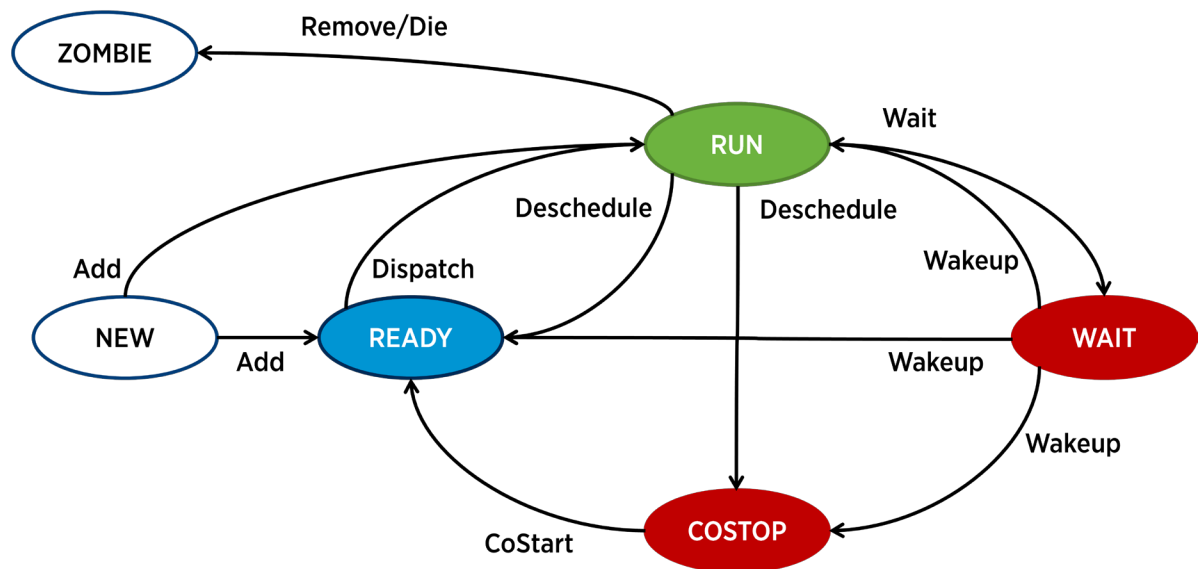 Remove/Die
ZOMBIE
Wait
RUN
Deschedule
Deschedule
Add
Dispatch
Wakeup
NEW
READY
WAIT
Add
Wakeup
Wakeup
COSTOP
CoStart